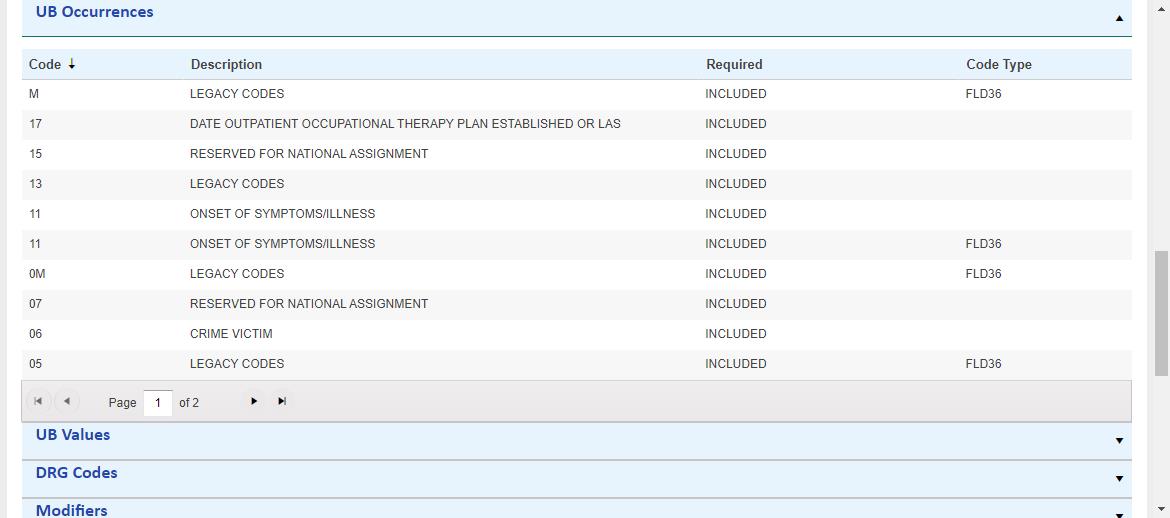 UB Occurrences
Code Description Required Code Type
M LEGACY CODES INCLUDED FLD36
17 DATE OUTPATIENT OCCUPATIONAL THERAPY PLAN ESTABLISHED OR LAS INCLUDED
15 RESERVED FOR NATIONAL ASSIGNMENT INCLUDED
13 LEGACY CODES INCLUDED
11 ONSET OF SYMPTOMS/ILLNESS INCLUDED
11 ONSET OF SYMPTOMS/ILLNESS INCLUDED FLD36
0M LEGACY CODES INCLUDED FLD36
07 RESERVED FOR NATIONAL ASSIGNMENT INCLUDED
06 CRIME VICTIM INCLUDED
05 LEGACY CODES INCLUDED FLD36
Page 1 of 2
UB Values
DRG Codes
Modifiers